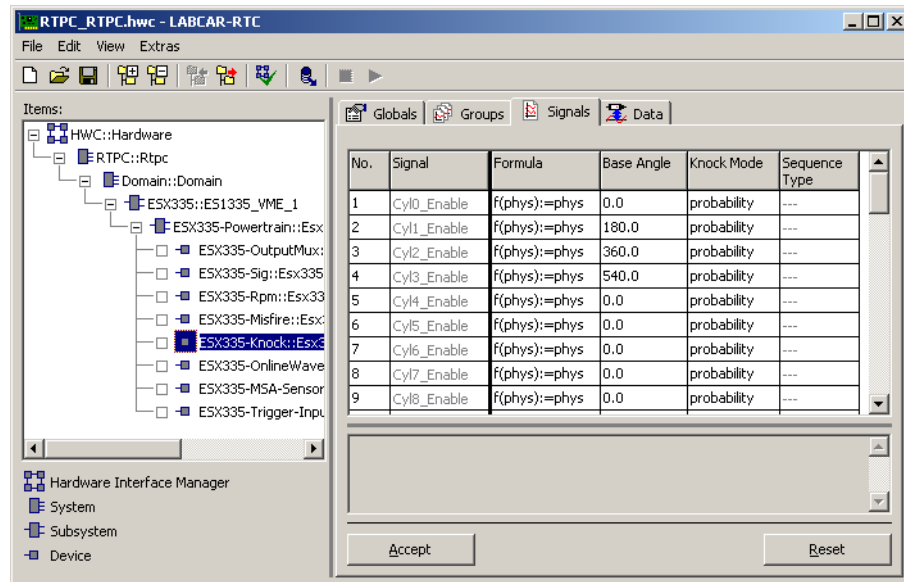 RTPC_RTPC.hwc - LABCAR-RTC
File Edit View Extras
Items:
HWC::Hardware
RTPC::Rtpc
Domain::Domain
ESX335::ES1335_VME_1
ESX335-Powertrain::Esx
ESX335-OutputMux:
ESX335-Sig::Esx335
ESX335-Rpm::Esx33
ESX335-Misfire::Esx
ESX335-Knock::Esx3
ESX335-OnlineWave
ESX335-MSA-Sensor
ESX335-Trigger-Inpu
Hardware Interface Manager
System
Subsystem
Device
Globals Groups Signals Data
No. Signal Formula Base Angle Knock Mode Sequence Type
1 Cyl0_Enable f(phys):=phys 0.0 probability ---
2 Cyl1_Enable f(phys):=phys 180.0 probability ---
3 Cyl2_Enable f(phys):=phys 360.0 probability ---
4 Cyl3_Enable f(phys):=phys 540.0 probability ---
5 Cyl4_Enable f(phys):=phys 0.0 probability ---
6 Cyl5_Enable f(phys):=phys 0.0 probability ---
7 Cyl6_Enable f(phys):=phys 0.0 probability ---
8 Cyl7_Enable f(phys):=phys 0.0 probability ---
9 Cyl8_Enable f(phys):=phys 0.0 probability ---
Accept Reset